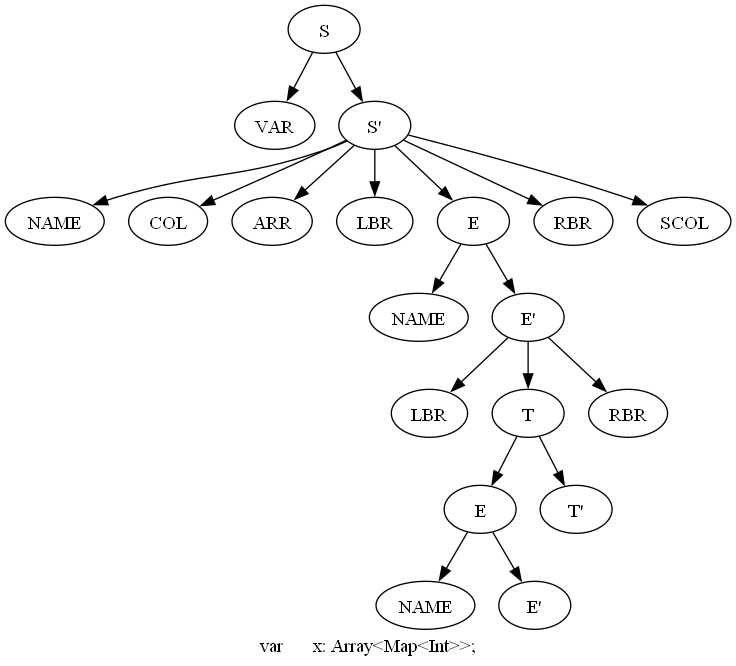 S
VAR S'
NAME COL ARR LBR E RBR SCOL
NAME E'
LBR T RBR
E T'
NAME E'
var x: Array<Map<Int>>;